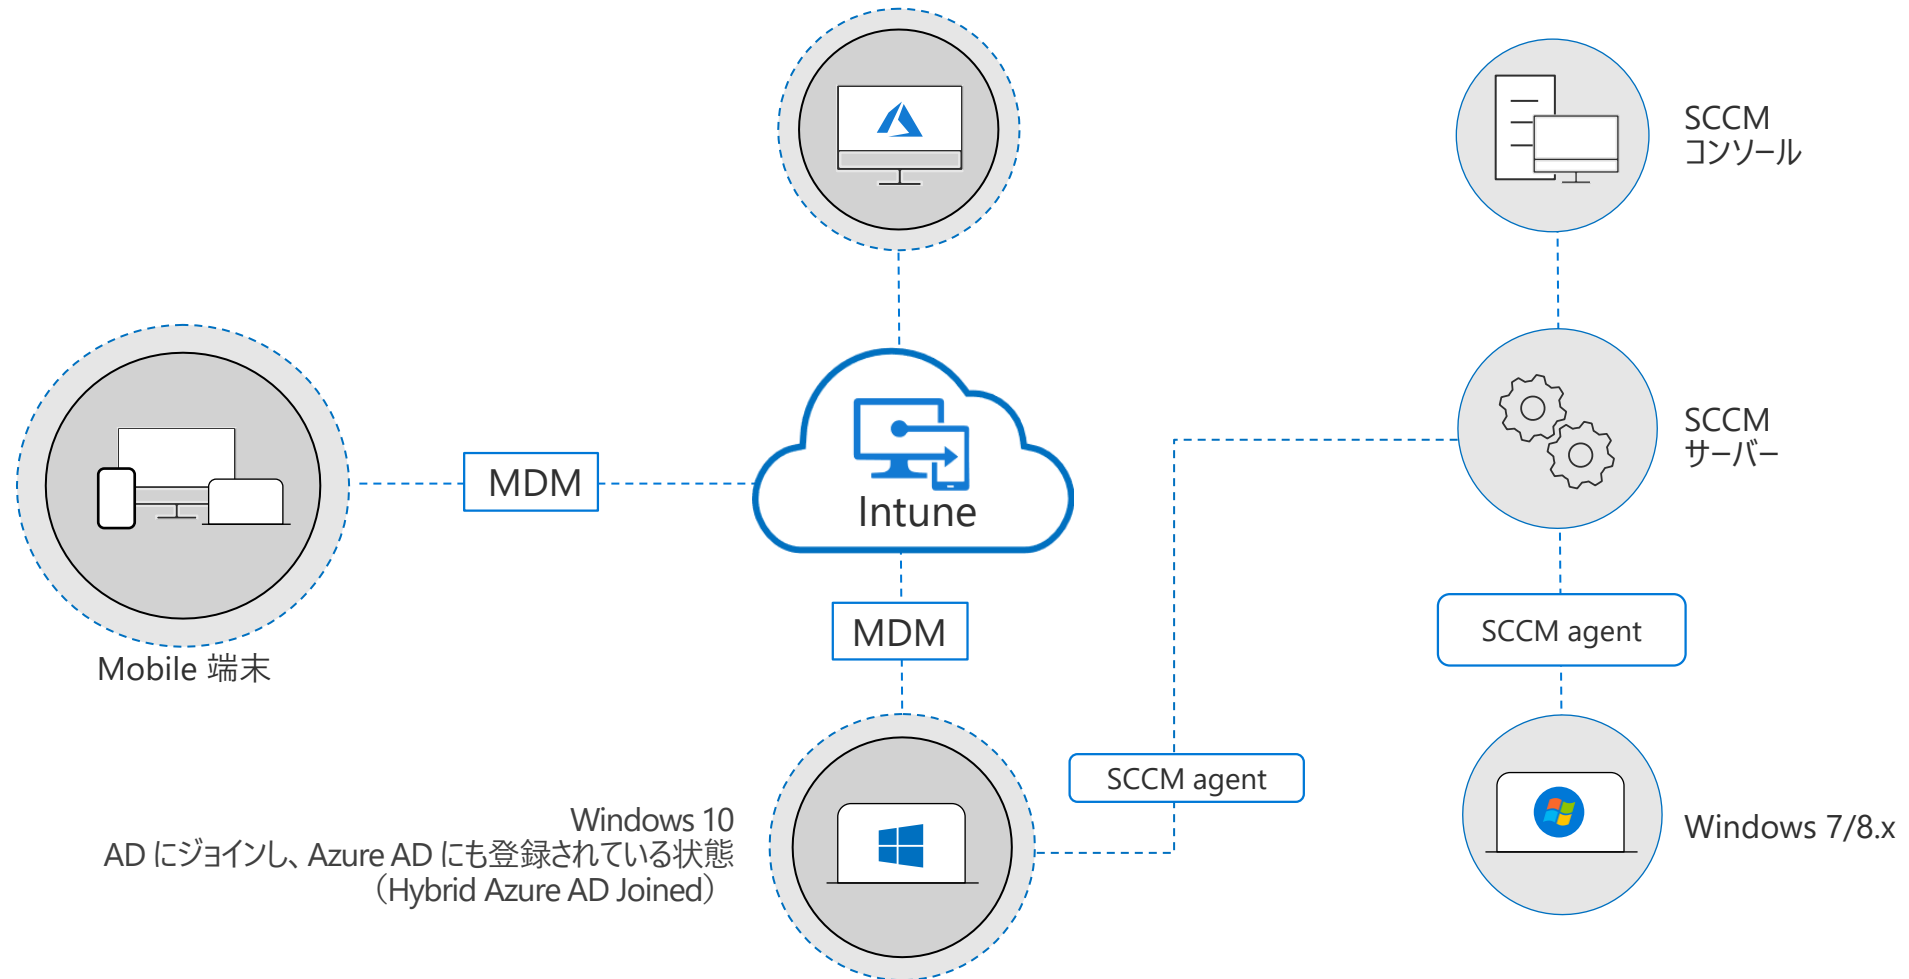 SCCM
コンソール
MDM
Intune
SCCM
サーバー
Mobile 端末
MDM
SCCM agent
SCCM agent
Windows 10
AD にジョインし、Azure AD にも登録されている状態
（Hybrid Azure AD Joined）
Windows 7/8.x